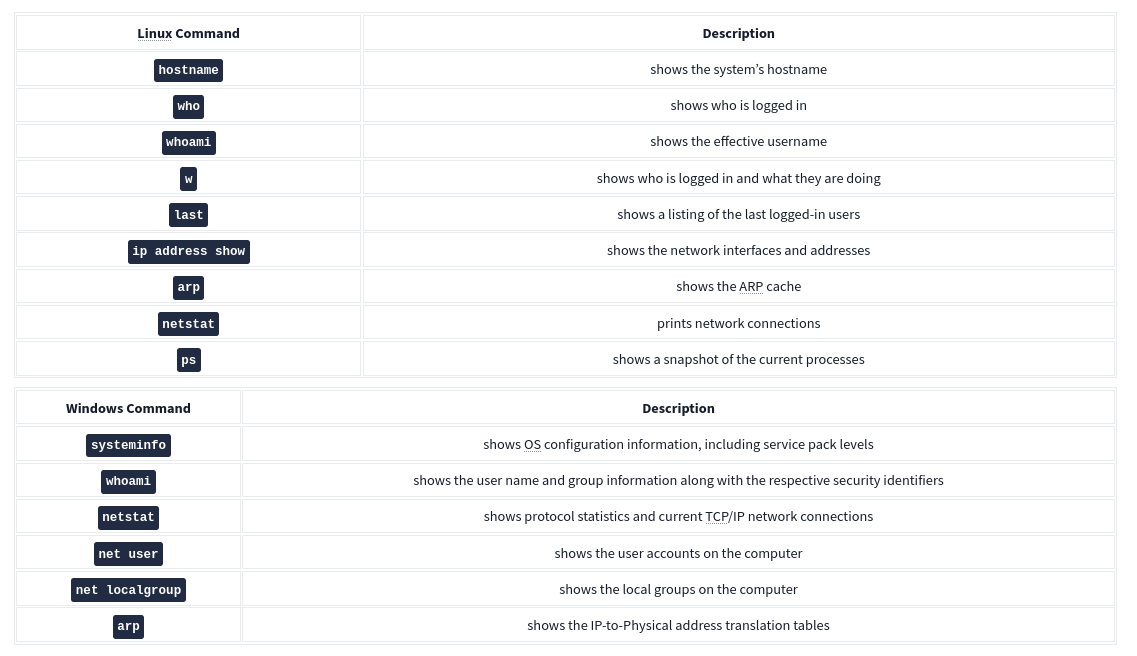 Linux Command Description
hostname shows the system’s hostname
who shows who is logged in
whoami shows the effective username
w shows who is logged in and what they are doing
last shows a listing of the last logged-in users
ip address show shows the network interfaces and addresses
arp shows the ARP cache
netstat prints network connections
ps shows a snapshot of the current processes
Windows Command Description
systeminfo shows OS configuration information, including service pack levels
whoami shows the user name and group information along with the respective security identifiers
netstat shows protocol statistics and current TCP/IP network connections
net user shows the user accounts on the computer
net localgroup shows the local groups on the computer
arp shows the IP-to-Physical address translation tables